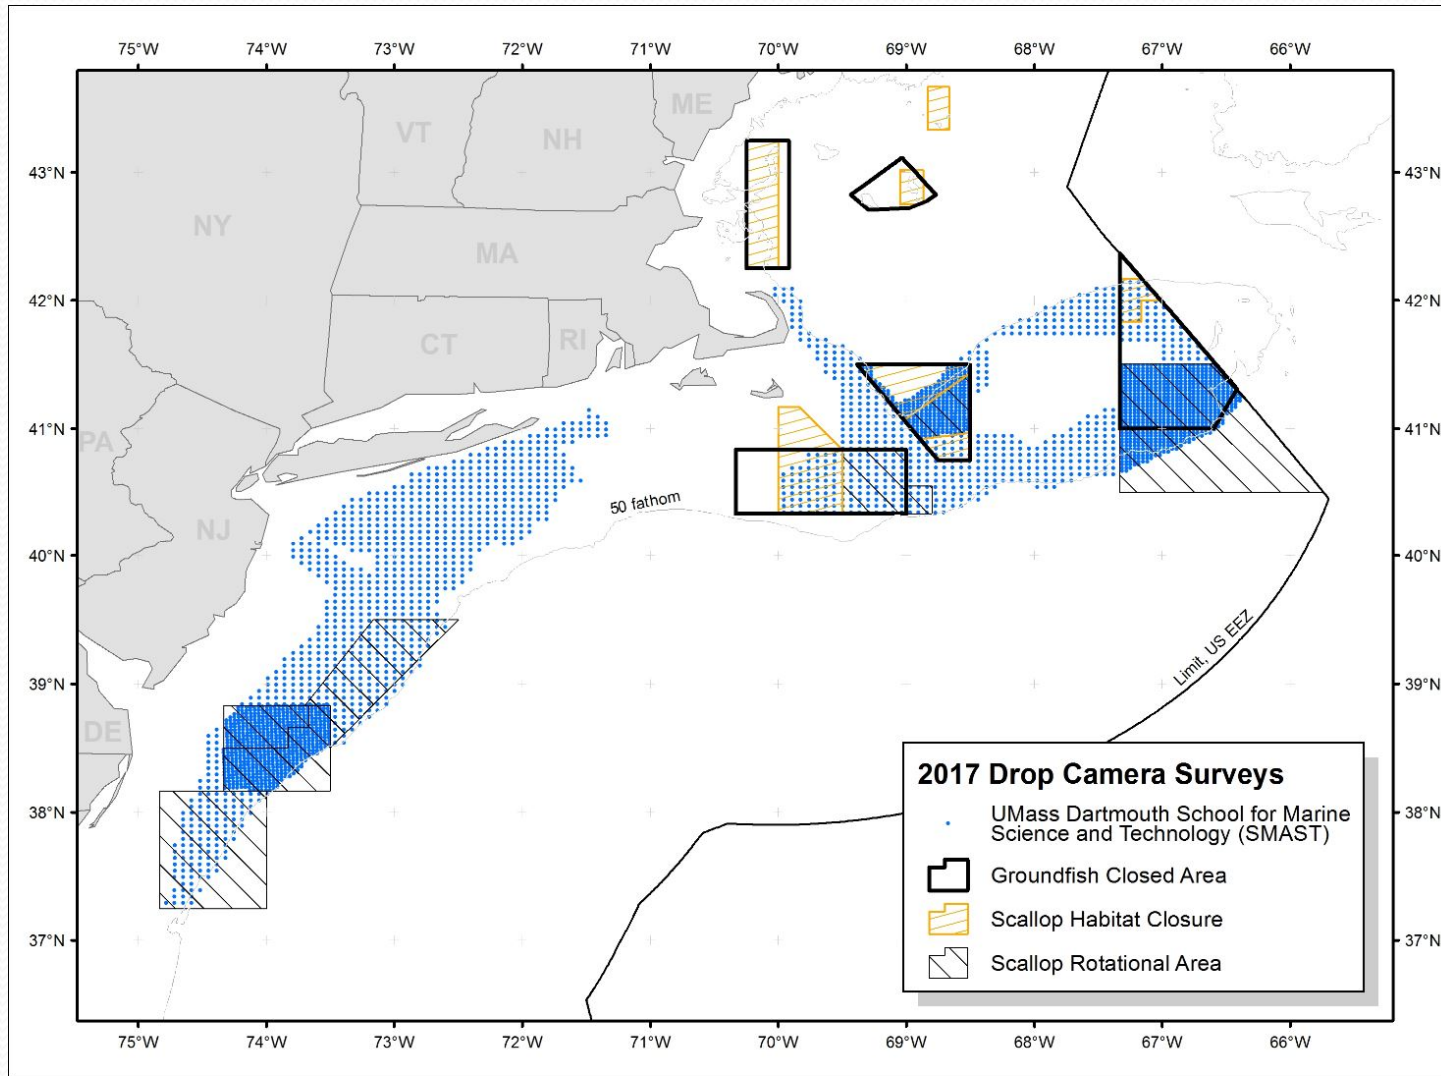 75°W 74°W 73°W 72°W 71°W 70°W 69°W 68°W 67°W 66°W
ME
VT
NH
43°N 43°N
NY
MA
42°N 42°N
CT
RI
PA
41°N 41°N
50 fathom
NJ
40°N 40°N
Limit, US EEZ
39°N 39°N
DE
2017 Drop Camera Surveys
UMass Dartmouth School for Marine
Science and Technology (SMAST)
38°N 38°N
Groundfish Closed Area
Scallop Habitat Closure
37°N 37°N
Scallop Rotational Area
75°W 74°W 73°W 72°W 71°W 70°W 69°W 68°W 67°W 66°W